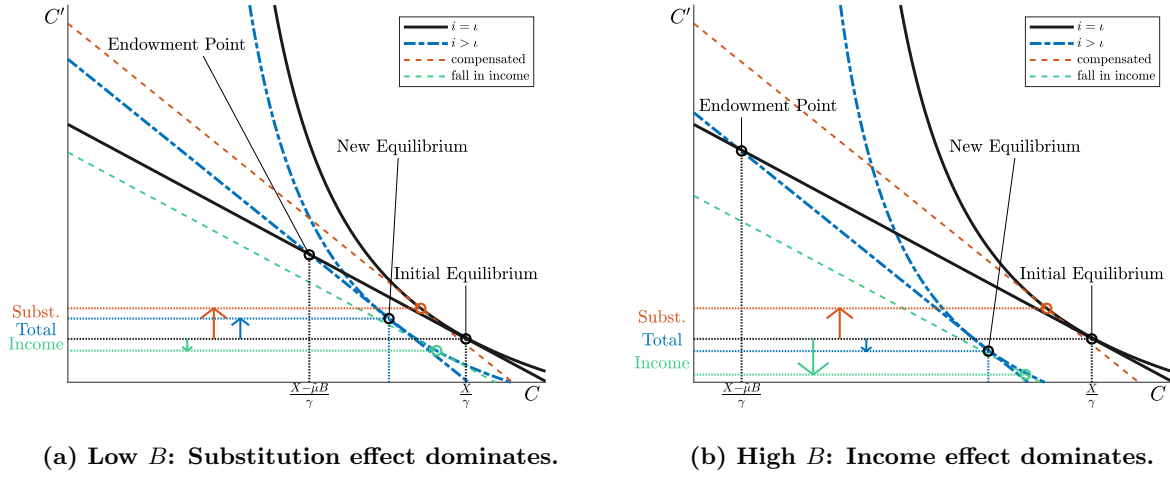 C′
Endowment Point
i = ι
i > ι
compensated
fall in income
New Equilibrium
Initial Equilibrium
Subst.
Total
Income
X−μB
γ
X
γ
C
(a) Low B: Substitution effect dominates.
C′
Endowment Point
i = ι
i > ι
compensated
fall in income
New Equilibrium
Initial Equilibrium
Subst.
Total
Income
X−μB
γ
X
γ
C
(b) High B: Income effect dominates.